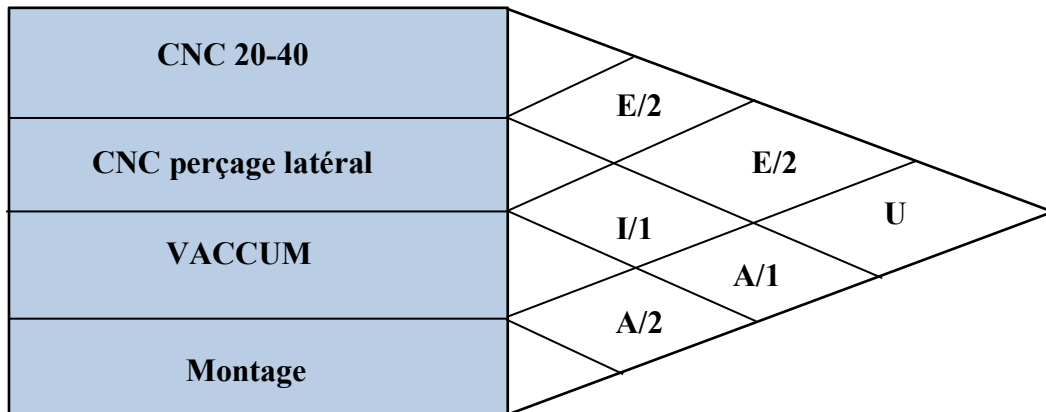 CNC 20-40
E/2
CNC perçage latéral
E/2
U
I/1
VACCUM
A/1
A/2
Montage